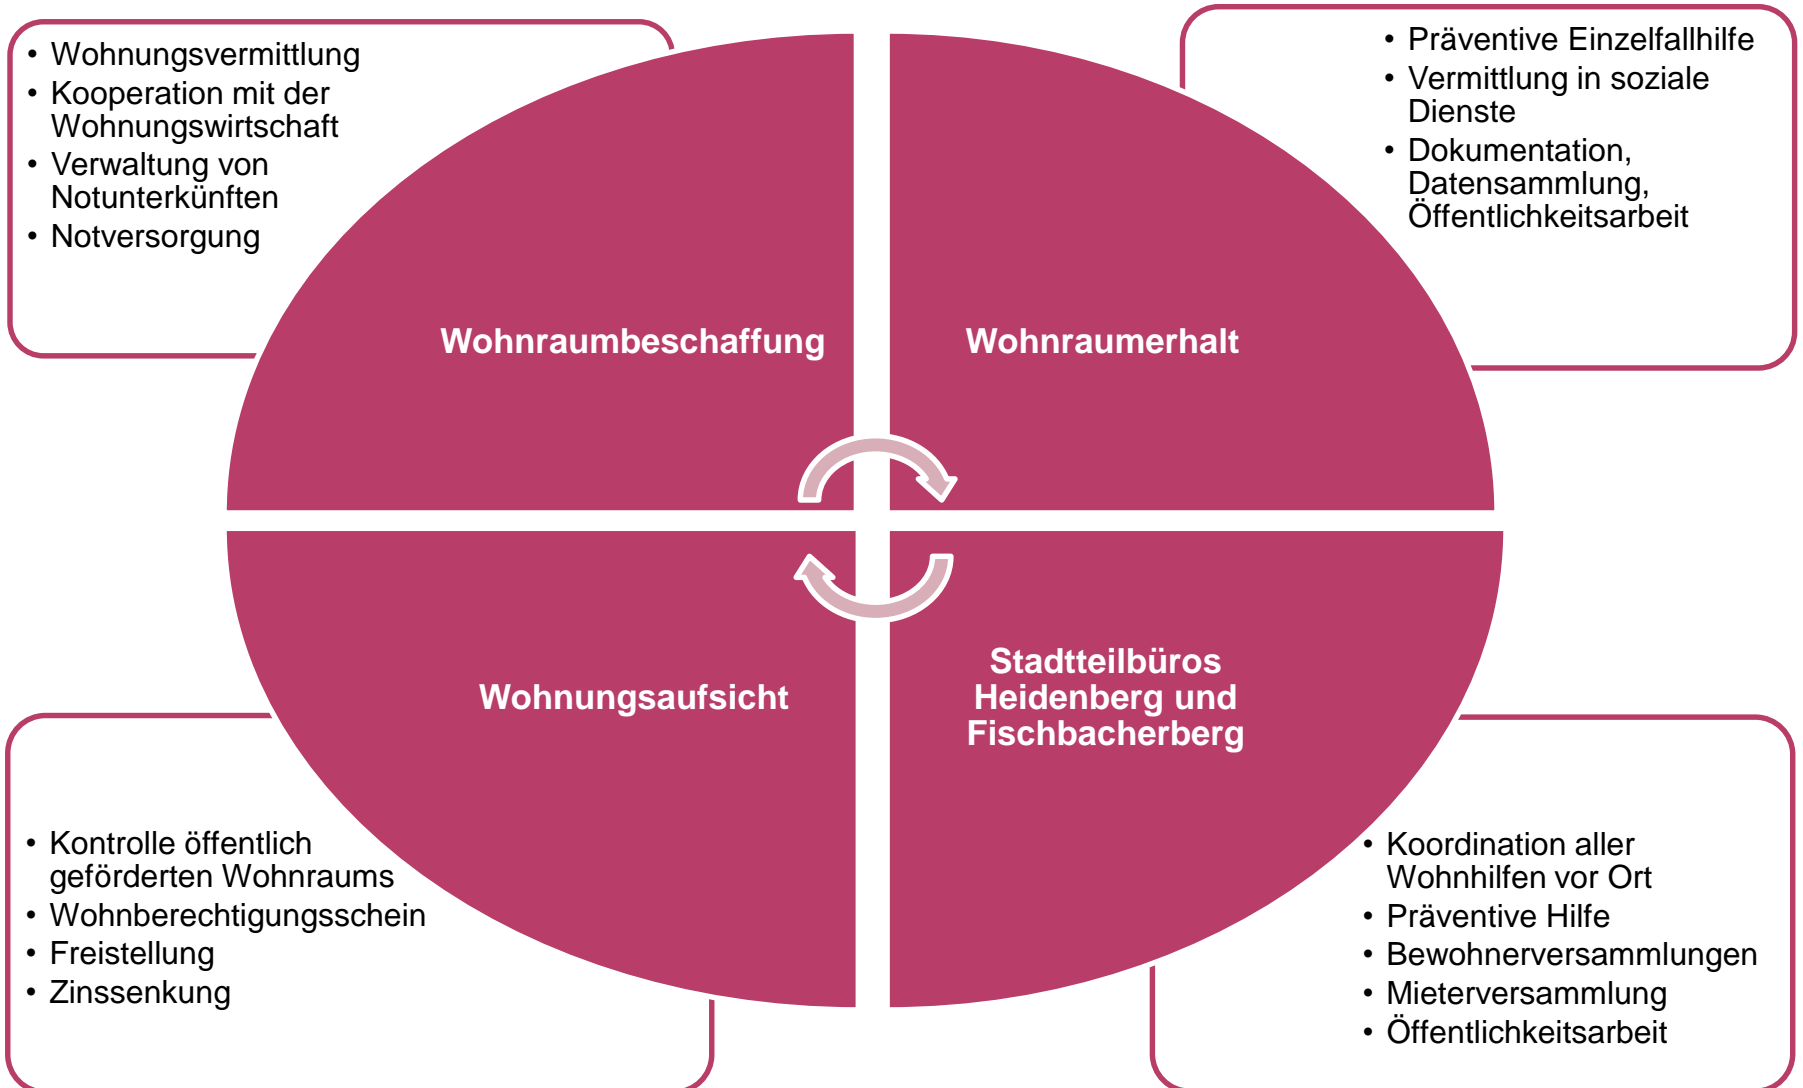 • Wohnungsvermittlung
• Kooperation mit der
Wohnungswirtschaft
• Verwaltung von
Notunterkünften
• Notversorgung
• Präventive Einzelfallhilfe
• Vermittlung in soziale
Dienste
• Dokumentation,
Datensammlung,
Öffentlichkeitsarbeit
Wohnraumbeschaffung
Wohnraumerhalt
Wohnungsaufsicht
Stadtteilbüros
Heidenberg und
Fischbacherberg
• Kontrolle öffentlich
geförderten Wohnraums
• Wohnberechtigungsschein
• Freistellung
• Zinssenkung
• Koordination aller
Wohnhilfen vor Ort
• Präventive Hilfe
• Bewohnerversammlungen
• Mieterversammlung
• Öffentlichkeitsarbeit